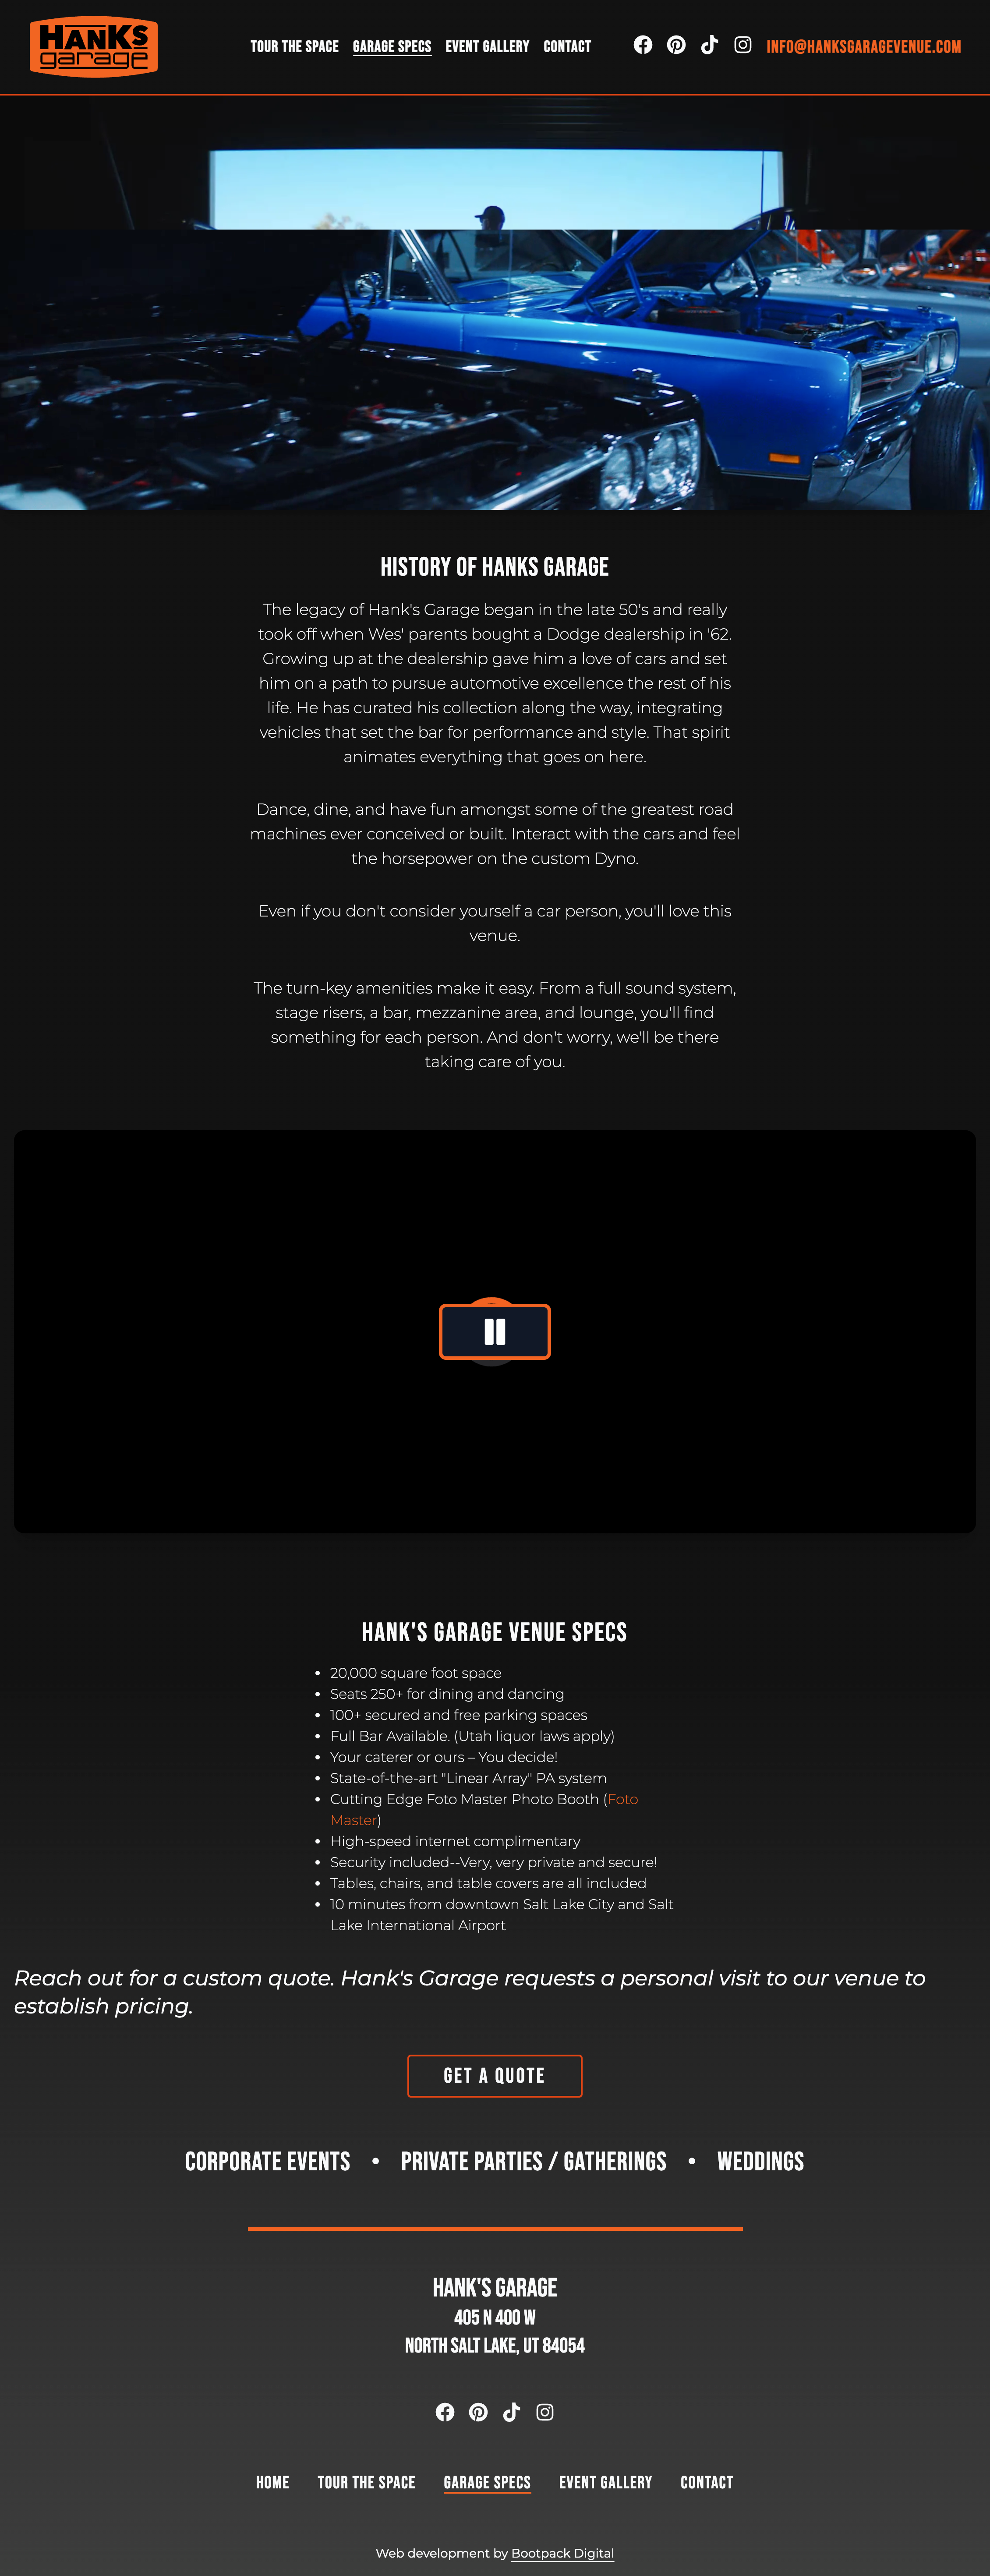 HANKS
garage
TOUR THE SPACE GARAGE SPECS EVENT GALLERY CONTACT INFO@HANKSGARAGEVENUE.COM
HISTORY OF HANKS GARAGE
The legacy of Hank's Garage began in the late 50's and really
took off when Wes' parents bought a Dodge dealership in '62.
Growing up at the dealership gave him a love of cars and set
him on a path to pursue automotive excellence the rest of his
life. He has curated his collection along the way, integrating
vehicles that set the bar for performance and style. That spirit
animates everything that goes on here.
Dance, dine, and have fun amongst some of the greatest road
machines ever conceived or built. Interact with the cars and feel
the horsepower on the custom Dyno.
Even if you don't consider yourself a car person, you'll love this
venue.
The turn-key amenities make it easy. From a full sound system,
stage risers, a bar, mezzanine area, and lounge, you'll find
something for each person. And don't worry, we'll be there
taking care of you.
HANK'S GARAGE VENUE SPECS
• 20,000 square foot space
• Seats 250+ for dining and dancing
• 100+ secured and free parking spaces
• Full Bar Available. (Utah liquor laws apply)
• Your caterer or ours – You decide!
• State-of-the-art "Linear Array" PA system
• Cutting Edge Foto Master Photo Booth (Foto
Master)
• High-speed internet complimentary
• Security included--Very, very private and secure!
• Tables, chairs, and table covers are all included
• 10 minutes from downtown Salt Lake City and Salt
Lake International Airport
Reach out for a custom quote. Hank's Garage requests a personal visit to our venue to
establish pricing.
GET A QUOTE
CORPORATE EVENTS • PRIVATE PARTIES / GATHERINGS • WEDDINGS
HANK'S GARAGE
405 N 400 W
NORTH SALT LAKE, UT 84054
HOME TOUR THE SPACE GARAGE SPECS EVENT GALLERY CONTACT
Web development by Bootpack Digital